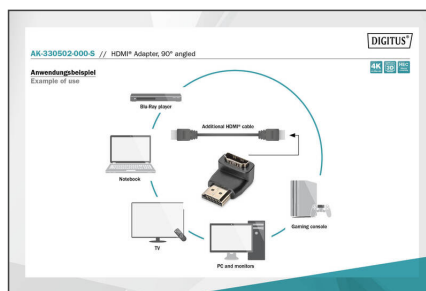 DIGITUS®
AK-330502-000-S // HDMI® Adapter, 90° angled
4K
3D
Anwendungsbeispiel
Example of use
Blu-Ray player
Additional HDMI® cable
Notebook
Gaming console
TV
PC and monitors